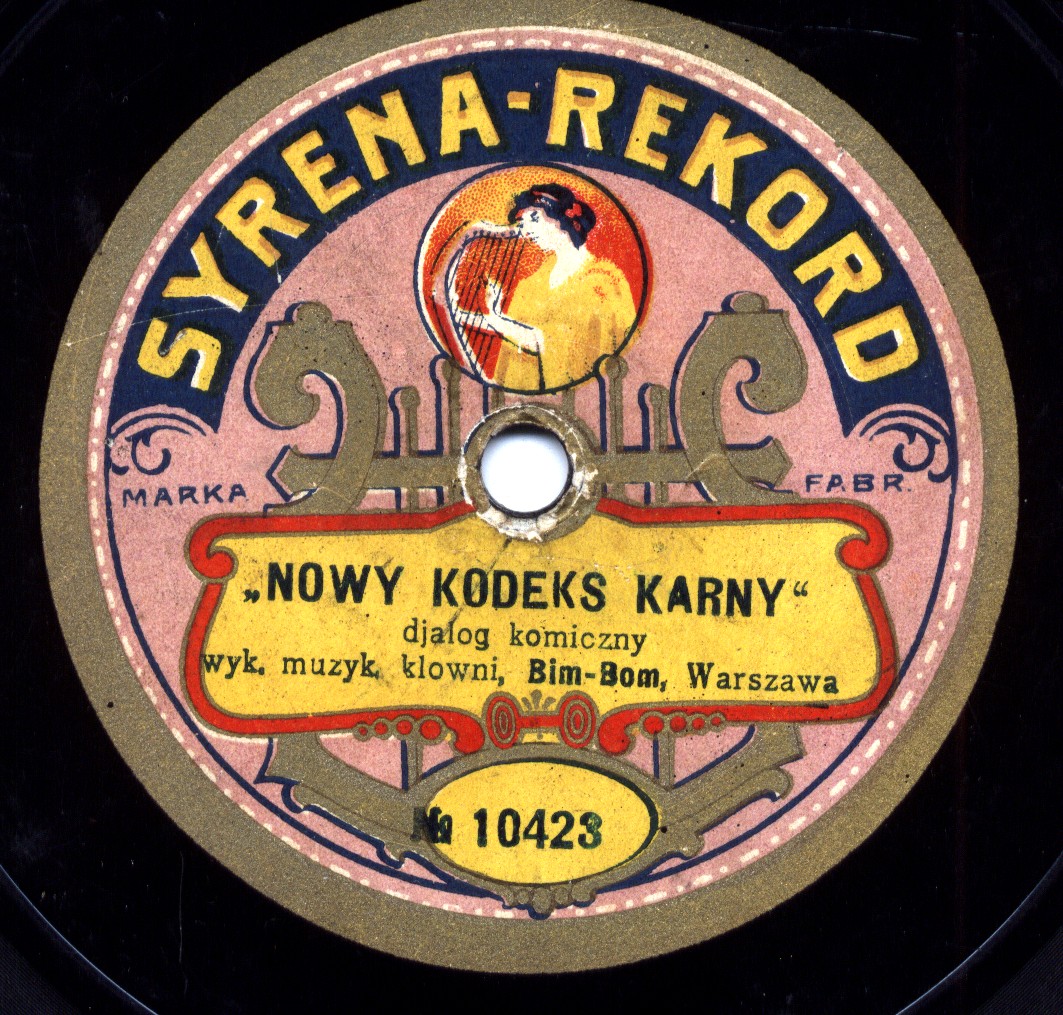 SYRENA-REKORD
MARKA FABR.
„NOWY KODEKS KARNY“
djalog komiczny
wyk. muzyk. klowni, Bim-Bom, Warszawa
№ 10423